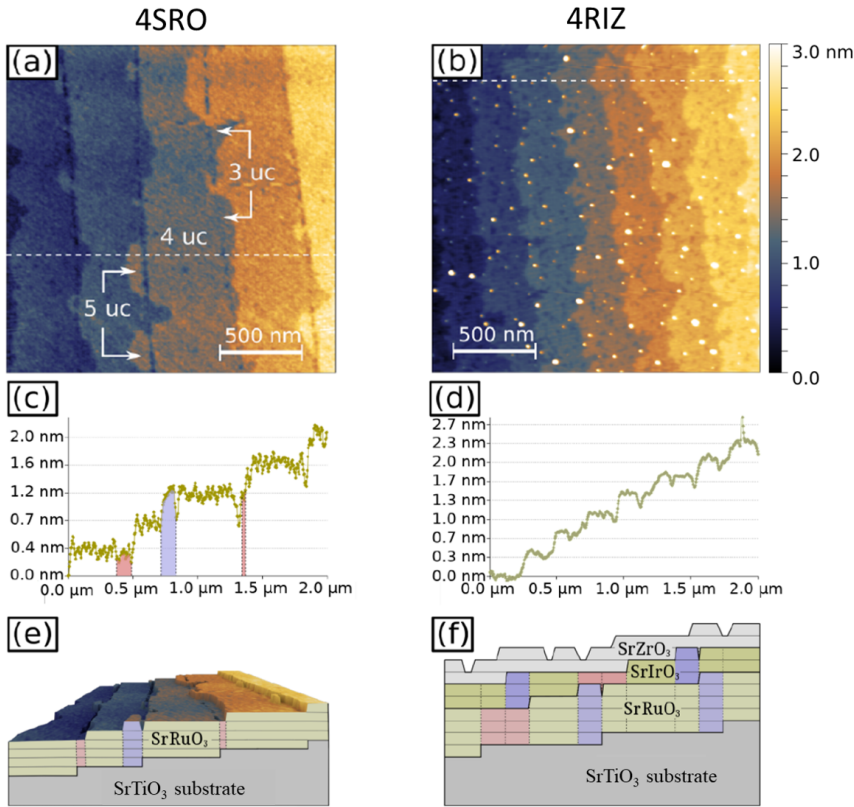 4SRO
4RIZ
(a)
3 uc
4 uc
5 uc
500 nm
(b)
500 nm
3.0 nm
2.0
1.0
0.0
(c)
2.0 nm
1.6 nm
1.2 nm
0.7 nm
0.4 nm
0.0 nm
0.0 µm 0.5 µm 1.0 µm 1.5 µm 2.0 µm
(d)
2.7 nm
2.3 nm
2.0 nm
1.7 nm
1.3 nm
1.0 nm
0.7 nm
0.3 nm
0.0 nm
0.0 µm 0.5 µm 1.0 µm 1.5 µm 2.0 µm
(e)
SrRuO₃
SrTiO₃ substrate
(f)
SrZrO₃
SrIrO₃
SrRuO₃
SrTiO₃ substrate